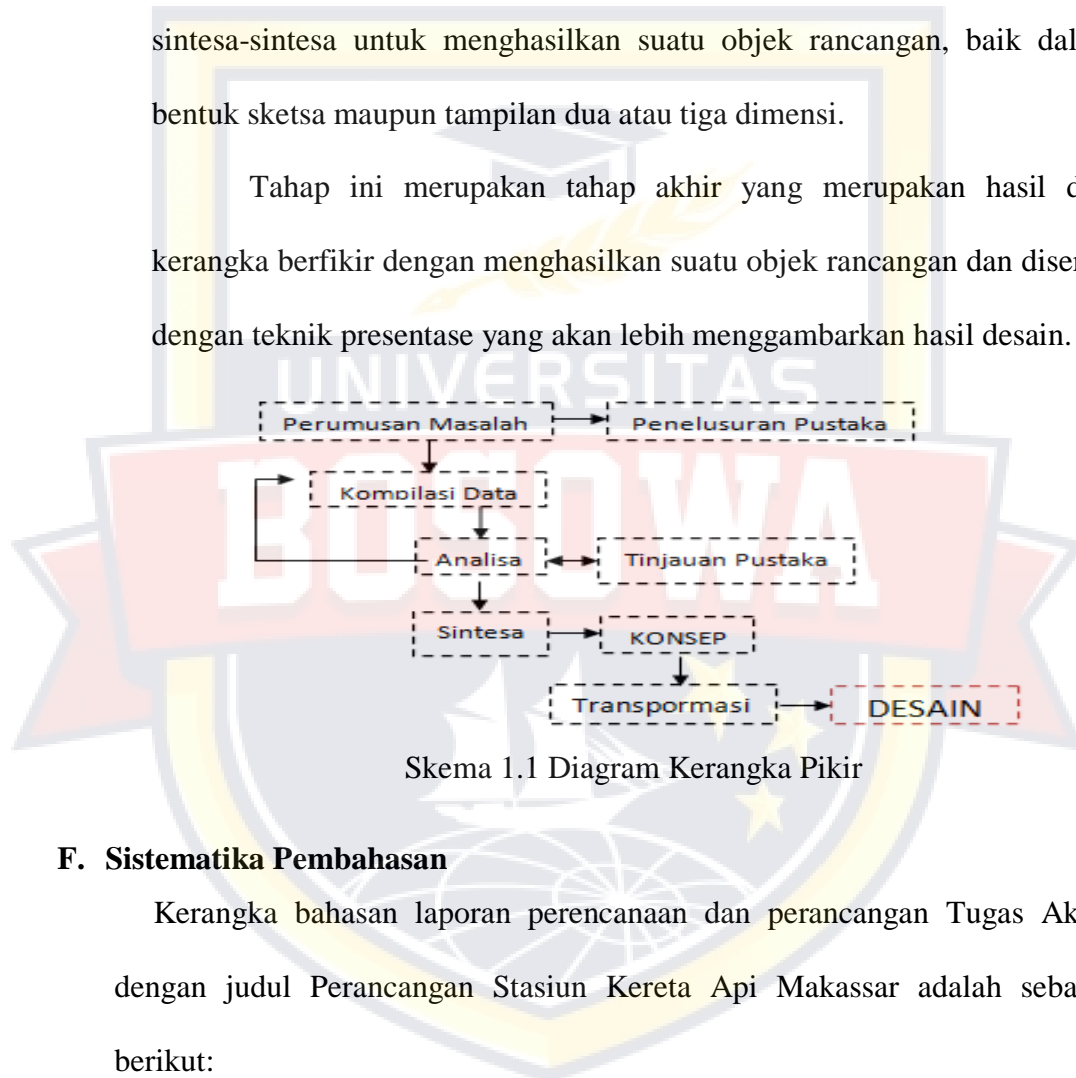 sintesa-sintesa untuk menghasilkan suatu objek rancangan, baik
bentuk sketsa maupun tampilan dua atau tiga dimensi.
Tahap ini merupakan tahap akhir yang merupakan hasil
kerangka berfikir dengan menghasilkan suatu objek rancangan dan
dengan teknik presentase yang akan lebih menggambarkan hasil desain.
UNIVERSITAS
BOSOWA
Perumusan Masalah
Penelusuran Pustaka
Kompilasi Data
Analisa
Tinjauan Pustaka
Sintesa
KONSEP
Transpormasi
DESAIN
Skema 1.1 Diagram Kerangka Pikir
F. Sistematika Pembahasan
Kerangka bahasan laporan perencanaan dan perancangan Tugas
dengan judul Perancangan Stasiun Kereta Api Makassar adalah
berikut: